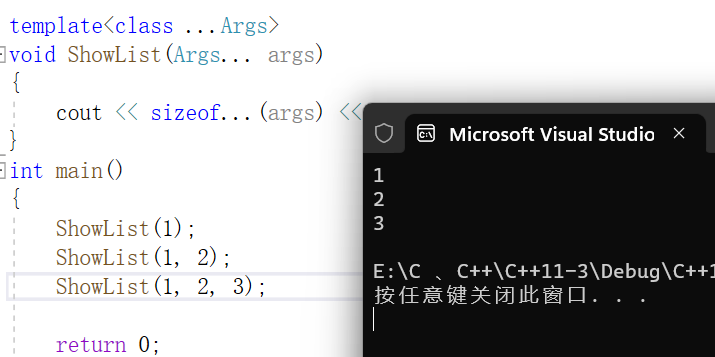 template<class ...Args>
void ShowList(Args... args)
{
cout << sizeof...(args) <<
}
int main()
{
ShowList(1);
ShowList(1, 2);
ShowList(1, 2, 3);
return 0;
Microsoft Visual Studio
1
2
3
E:\C 、C++\C++11-3\Debug\C++1
按任意键关闭此窗口. . .